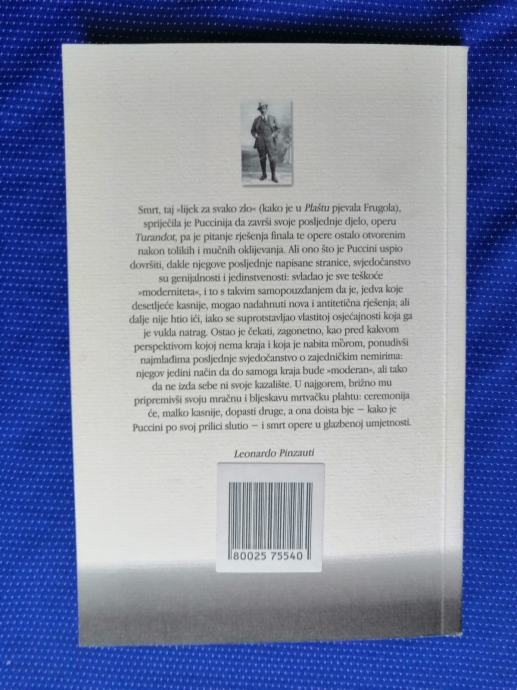 Smrt, taj »lijek za svako zlo« (kako je u Plaštu pjevala Frugola),
spriječila je Puccinija da završi svoje posljednje djelo, operu
Turandot, pa je pitanje rješenja finala te opere ostalo otvorenim
nakon tolikih i mučnih oklijevanja. Ali ono što je Puccini uspio
dovršiti, dakle njegove posljednje napisane stranice, svjedočanstvo
su genijalnosti i jedinstvenosti: svladao je sve teškoće
»moderniteta«, i to s takvim samopouzdanjem da je, jedva koje
desetljeće kasnije, mogao nadahnuti nova i antitetična rješenja; ali
dalje nije htio ići, iako se suprotstavljao vlastitoj osjećajnosti koja ga
je vukla natrag. Ostao je čekati, zagonetno, kao pred kakvom
perspektivom kojoj nema kraja i koja je nabita mȍrom, ponudivši
najmlađima posljednje svjedočanstvo o zajedničkim nemirima:
njegov jedini način da do samoga kraja bude »moderan«, ali tako
da ne izda sebe ni svoje kazalište. U najgorem, brižno mu
pripremivši svoju mračnu i bljeskavu mrtvačku plahtu: ceremonija
će, malko kasnije, dopasti druge, a ona doista bje – kako je
Puccini po svoj prilici slutio – i smrt opere u glazbenoj umjetnosti.
Leonardo Pinzauti
80025 75540